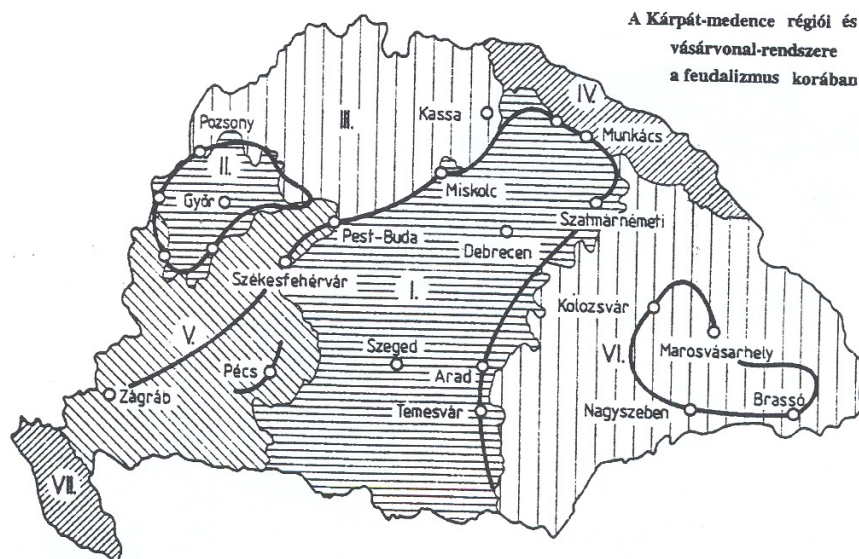 A Kárpát-medence régiói és
vásárvonal-rendszere
a feudalizmus korában
IV.
Kassa
III.
Pozsony
Munkács
II.
Miskolc
Győr
Szatmárnémeti
Pest-Buda
Debrecen
Székesfehérvár
I.
Kolozsvár
V.
Szeged
VI.
Marosvásárhely
Pécs
Arad
Zágráb
Temesvár
Nagyszeben
Brassó
VII.